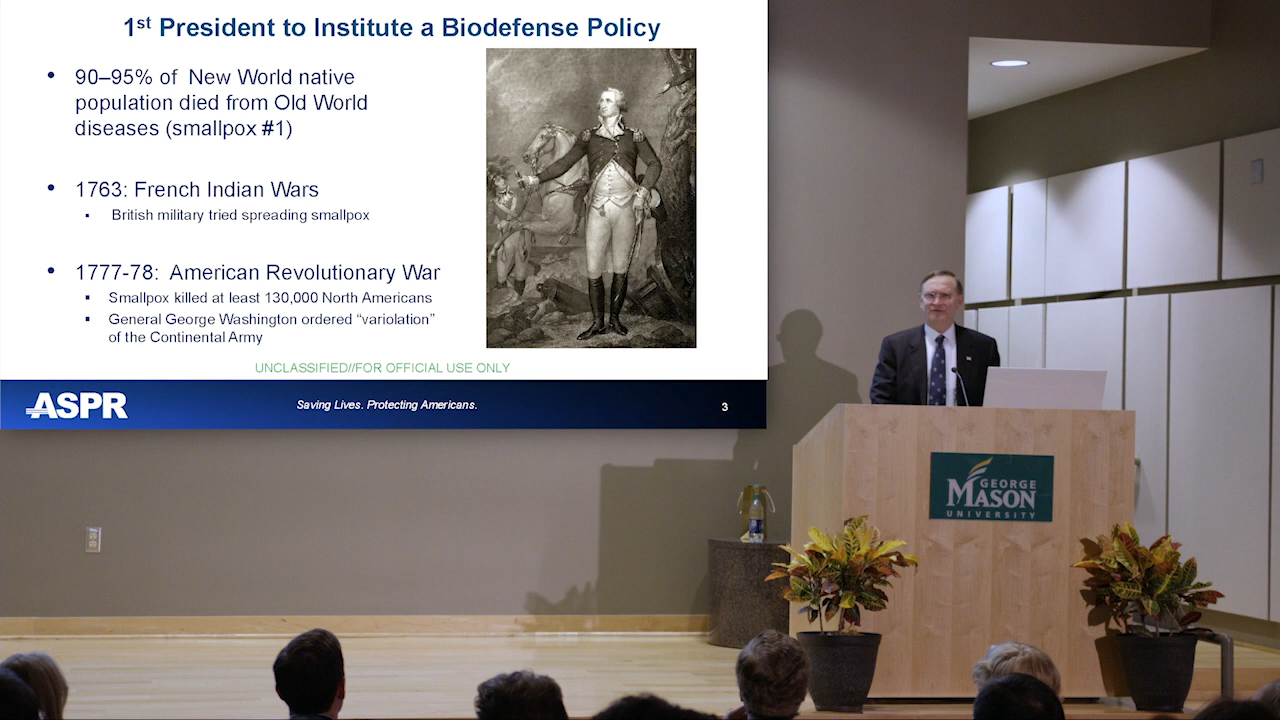 1st President to Institute a Biodefense Policy
• 90–95% of New World native
population died from Old World
diseases (smallpox #1)
• 1763: French Indian Wars
▪ British military tried spreading smallpox
• 1777-78: American Revolutionary War
▪ Smallpox killed at least 130,000 North Americans
▪ General George Washington ordered “variolation”
of the Continental Army
UNCLASSIFIED//FOR OFFICIAL USE ONLY
ASPR
Saving Lives. Protecting Americans.
3
GEORGE
MASON
UNIVERSITY